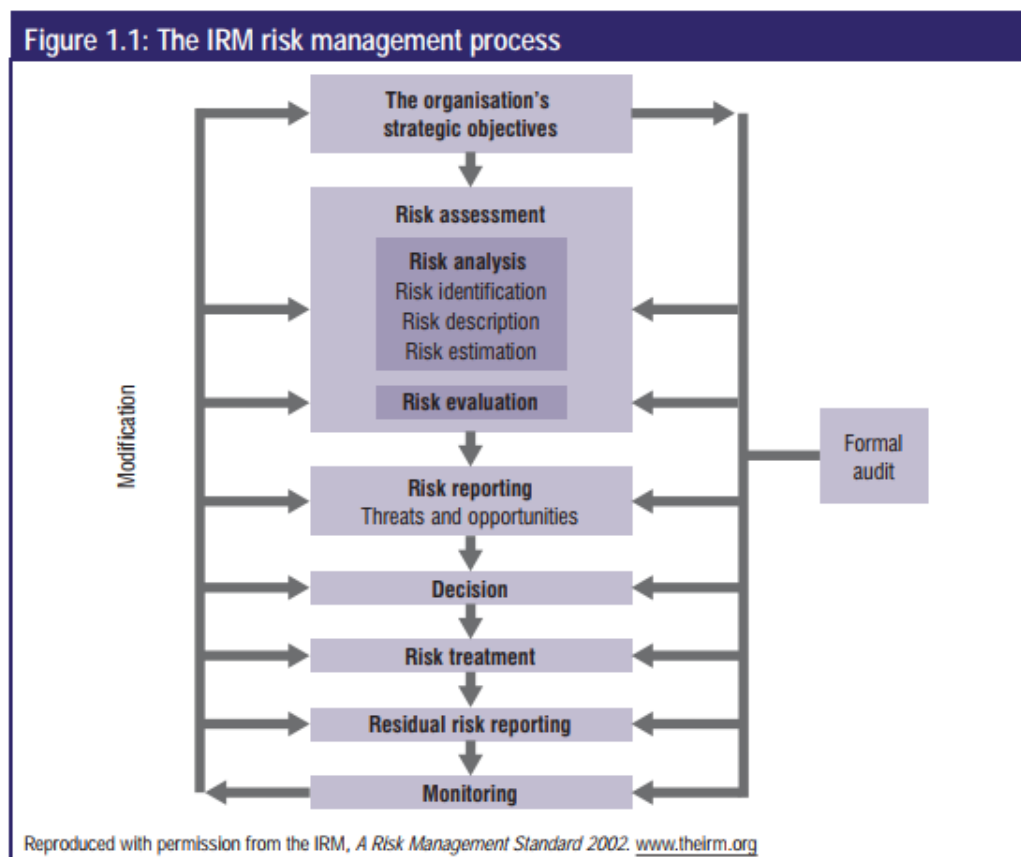 Figure 1.1: The IRM risk management process
The organisation's
strategic objectives
Risk assessment
Risk analysis
Risk identification
Risk description
Risk estimation
Risk evaluation
Modification
Formal
audit
Risk reporting
Threats and opportunities
Decision
Risk treatment
Residual risk reporting
Monitoring
Reproduced with permission from the IRM, A Risk Management Standard 2002. www.theirm.org